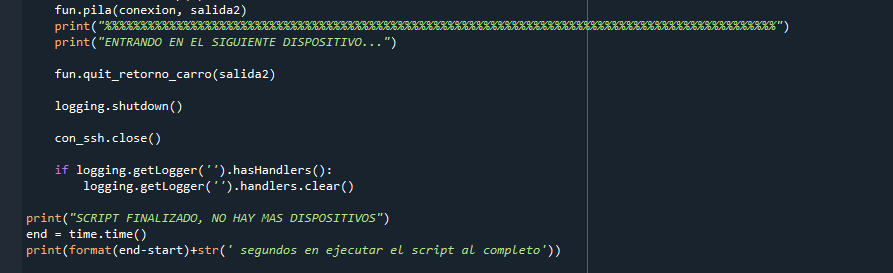 fun.pila(conexion, salida2)
print("%%%%%%%%%%%%%%%%%%%%%%%%%%%%%%%%%%%%%%%%%%%%%%%%%%%%%%%%%%%%%%%%%%%%%%%%%%%%%%%%%%%%%%%%%%%%%%%%%")
print("ENTRANDO EN EL SIGUIENTE DISPOSITIVO...")
fun.quit_retorno_carro(salida2)
logging.shutdown()
con_ssh.close()
if logging.getLogger('').hasHandlers():
logging.getLogger('').handlers.clear()
print("SCRIPT FINALIZADO, NO HAY MAS DISPOSITIVOS")
end = time.time()
print(format(end-start)+str(' segundos en ejecutar el script al completo'))